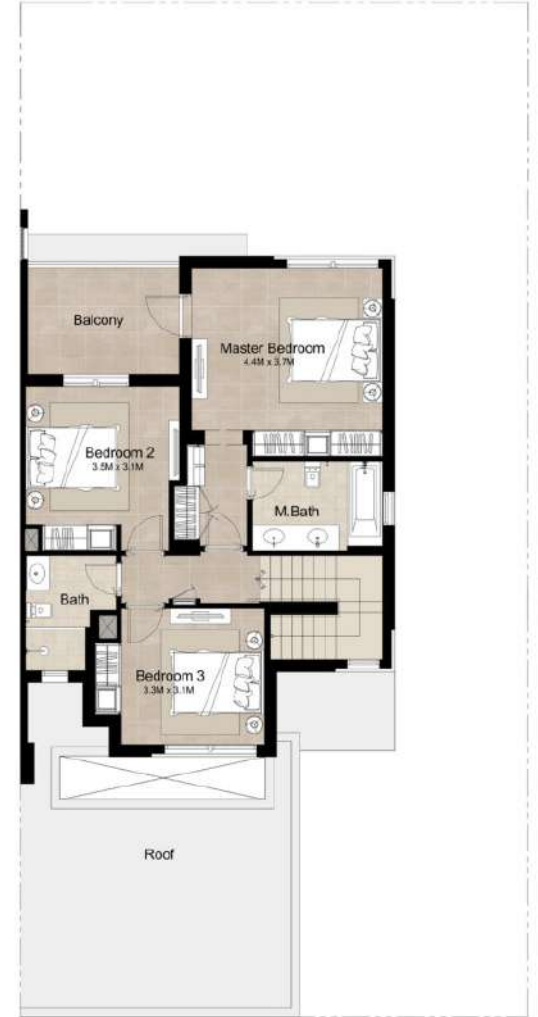 Balcony
Master Bedroom
4.4M x 3.7M
Bedroom 2
3.5M x 3.1M
M.Bath
Bath
Bedroom 3
3.3M x 3.1M
Roof